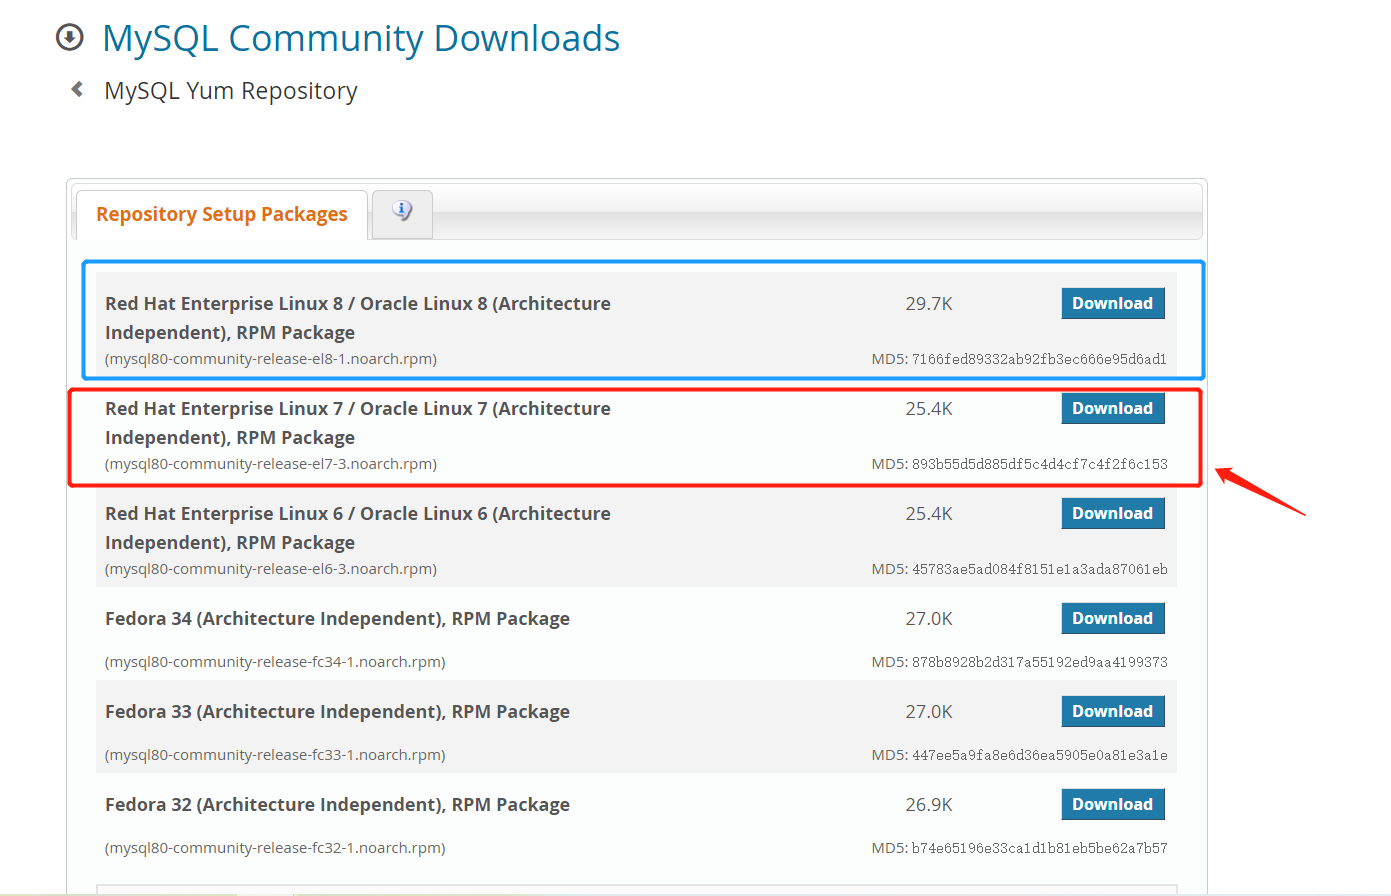 MySQL Community Downloads
MySQL Yum Repository
Repository Setup Packages
Red Hat Enterprise Linux 8 / Oracle Linux 8 (Architecture Independent), RPM Package
29.7K
Download
(mysql80-community-release-el8-1.noarch.rpm)
MD5: 7166fed89332ab92fb3ec666e95d6ad1
Red Hat Enterprise Linux 7 / Oracle Linux 7 (Architecture Independent), RPM Package
25.4K
Download
(mysql80-community-release-el7-3.noarch.rpm)
MD5: 893b55d5d885df5c4d4cf7c4f2f6c153
Red Hat Enterprise Linux 6 / Oracle Linux 6 (Architecture Independent), RPM Package
25.4K
Download
(mysql80-community-release-el6-3.noarch.rpm)
MD5: 45783ae5ad084f8151e1a3ada87061eb
Fedora 34 (Architecture Independent), RPM Package
27.0K
Download
(mysql80-community-release-fc34-1.noarch.rpm)
MD5: 878b8928b2d317a55192ed9aa4199373
Fedora 33 (Architecture Independent), RPM Package
27.0K
Download
(mysql80-community-release-fc33-1.noarch.rpm)
MD5: 447ee5a9fa8e6d36ea5905e0a81e3a1e
Fedora 32 (Architecture Independent), RPM Package
26.9K
Download
(mysql80-community-release-fc32-1.noarch.rpm)
MD5: b74e65196e33ca1d1b81eb5be62a7b57